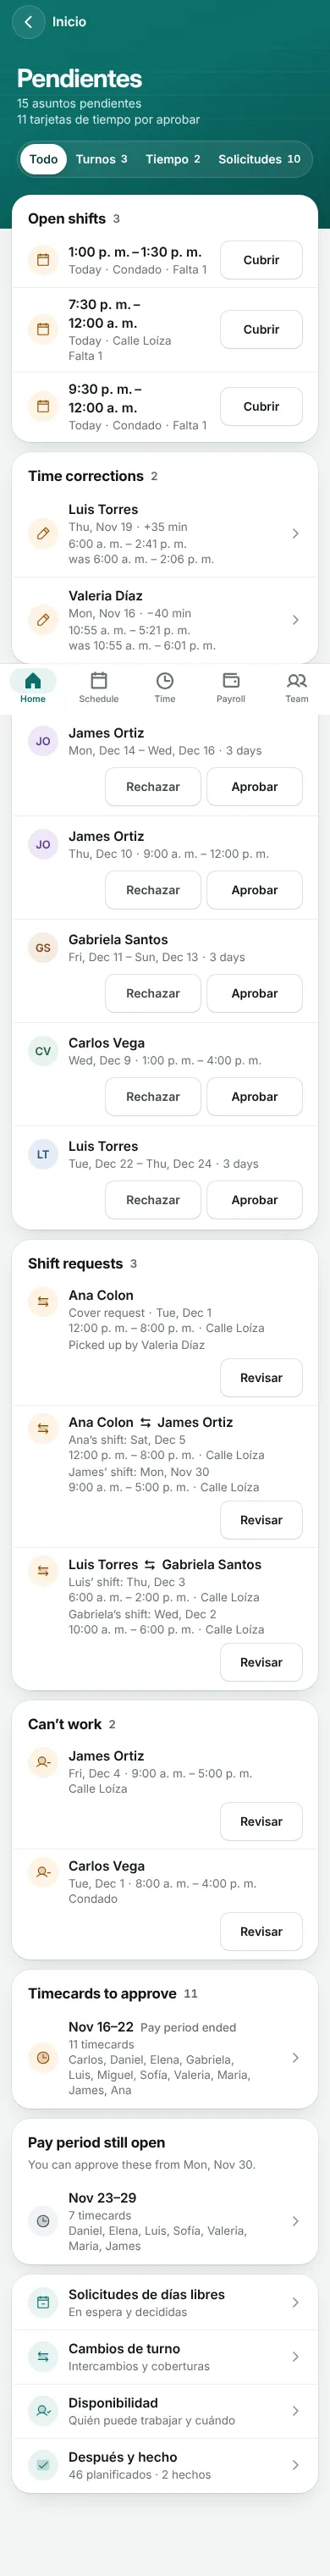 Inicio
Pendientes
15 asuntos pendientes
11 tarjetas de tiempo por aprobar
Todo
Turnos 3
Tiempo 2
Solicitudes 10
Open shifts 3
1:00 p. m. – 1:30 p. m.
Today · Condado · Falta 1
Cubrir
7:30 p. m. –
12:00 a. m.
Today · Calle Loíza
Falta 1
Cubrir
9:30 p. m. –
12:00 a. m.
Today · Condado · Falta 1
Cubrir
Time corrections 2
Luis Torres
Thu, Nov 19 · +35 min
6:00 a. m. – 2:41 p. m.
was 6:00 a. m. – 2:06 p. m.
Valeria Díaz
Mon, Nov 16 · −40 min
10:55 a. m. – 5:21 p. m.
was 10:55 a. m. – 6:01 p. m.
Home
Schedule
Time
Payroll
Team
JO
James Ortiz
Mon, Dec 14 – Wed, Dec 16 · 3 days
Rechazar
Aprobar
JO
James Ortiz
Thu, Dec 10 · 9:00 a. m. – 12:00 p. m.
Rechazar
Aprobar
GS
Gabriela Santos
Fri, Dec 11 – Sun, Dec 13 · 3 days
Rechazar
Aprobar
CV
Carlos Vega
Wed, Dec 9 · 1:00 p. m. – 4:00 p. m.
Rechazar
Aprobar
LT
Luis Torres
Tue, Dec 22 – Thu, Dec 24 · 3 days
Rechazar
Aprobar
Shift requests 3
Ana Colon
Cover request · Tue, Dec 1
12:00 p. m. – 8:00 p. m. · Calle Loíza
Picked up by Valeria Díaz
Revisar
Ana Colon ⇆ James Ortiz
Ana’s shift: Sat, Dec 5
12:00 p. m. – 8:00 p. m. · Calle Loíza
James’ shift: Mon, Nov 30
9:00 a. m. – 5:00 p. m. · Calle Loíza
Revisar
Luis Torres ⇆ Gabriela Santos
Luis’ shift: Thu, Dec 3
6:00 a. m. – 2:00 p. m. · Calle Loíza
Gabriela’s shift: Wed, Dec 2
10:00 a. m. – 6:00 p. m. · Calle Loíza
Revisar
Can’t work 2
James Ortiz
Fri, Dec 4 · 9:00 a. m. – 5:00 p. m.
Calle Loíza
Revisar
Carlos Vega
Tue, Dec 1 · 8:00 a. m. – 4:00 p. m.
Condado
Revisar
Timecards to approve 11
Nov 16–22 Pay period ended
11 timecards
Carlos, Daniel, Elena, Gabriela,
Luis, Miguel, Sofía, Valeria, Maria,
James, Ana
Pay period still open
You can approve these from Mon, Nov 30.
Nov 23–29
7 timecards
Daniel, Elena, Luis, Sofía, Valeria,
Maria, James
Solicitudes de días libres
En espera y decididas
Cambios de turno
Intercambios y coberturas
Disponibilidad
Quién puede trabajar y cuándo
Después y hecho
46 planificados · 2 hechos